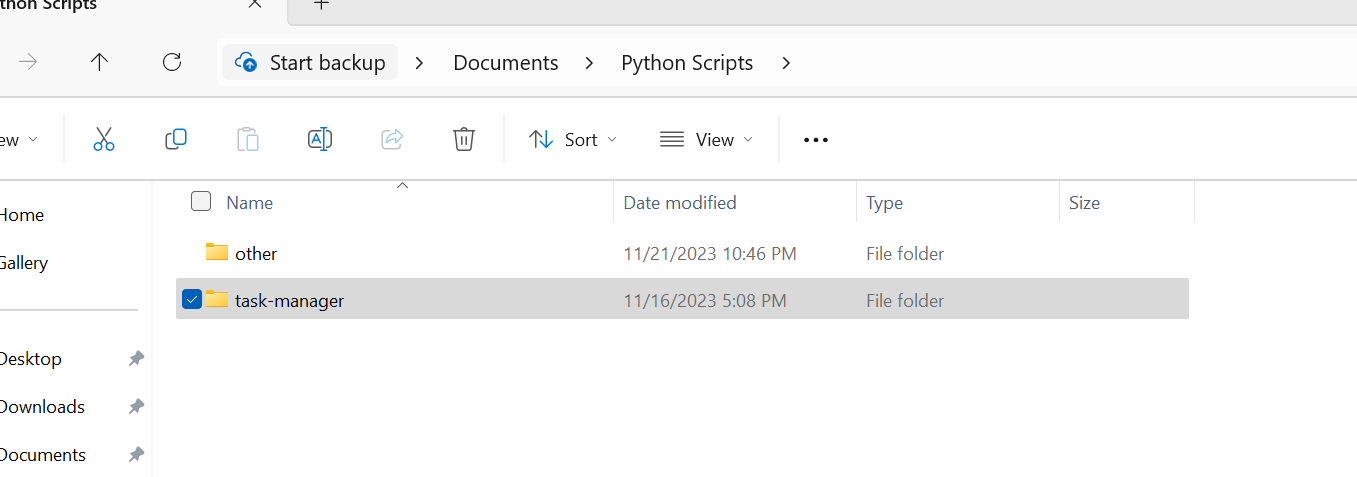 thon Scripts
Start backup > Documents > Python Scripts >
ew Sort View
Name Date modified Type Size
other 11/21/2023 10:46 PM File folder
task-manager 11/16/2023 5:08 PM File folder
Home
Gallery
Desktop
Downloads
Documents